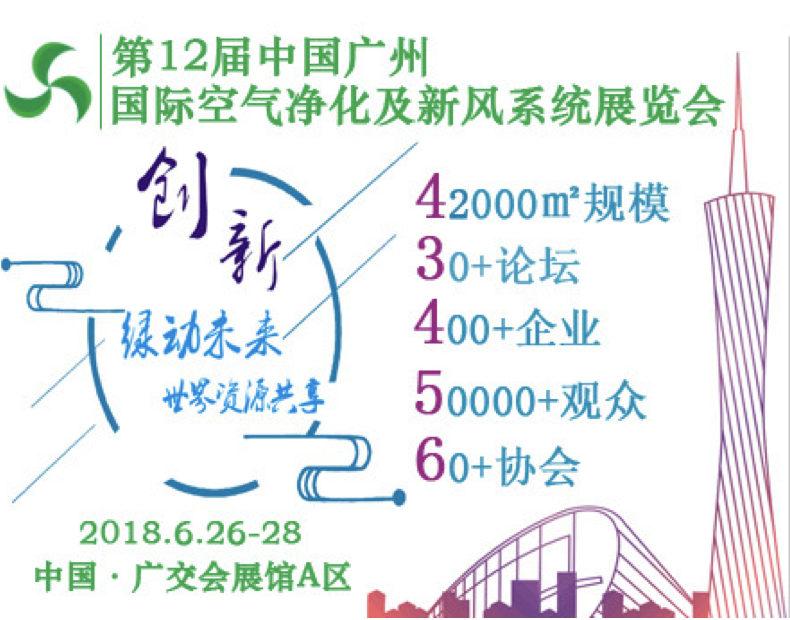 第12届中国广州
国际空气净化及新风系统展览会
创新
绿动未来
世界资源共享
42000㎡规模
30+论坛
400+企业
50000+观众
60+协会
2018.6.26-28
中国·广交会展馆A区